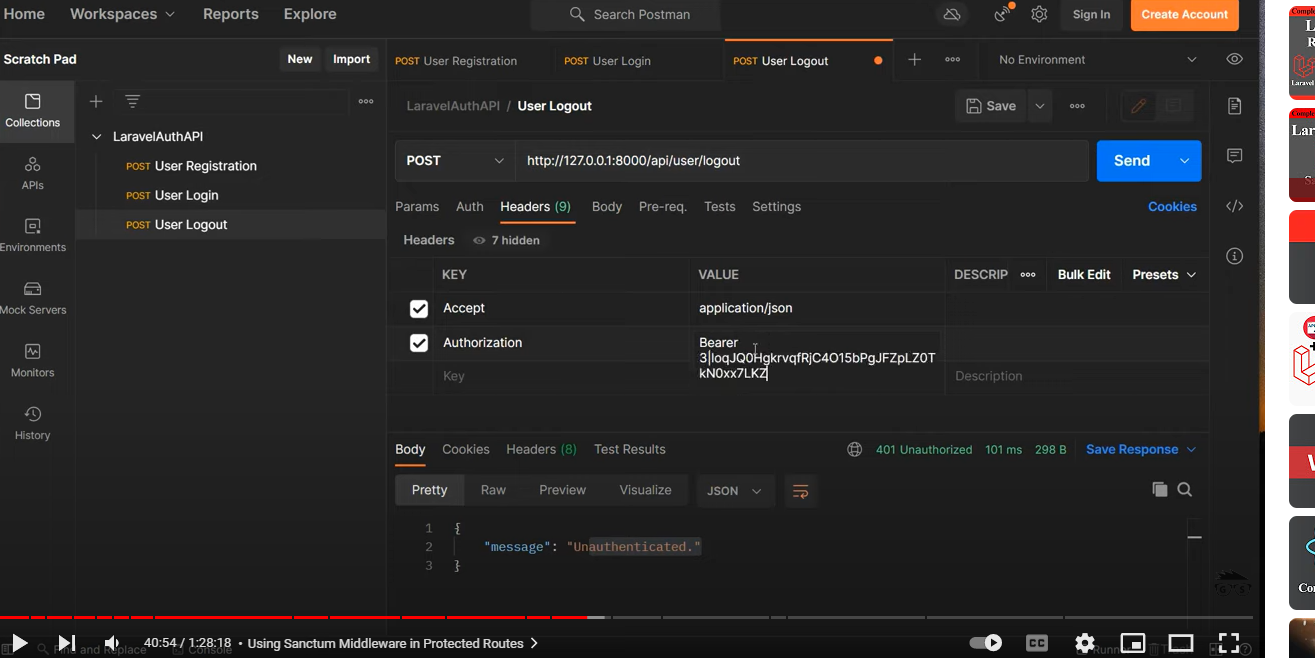 Home Workspaces Reports Explore Search Postman Sign In Create Account
Scratch Pad New Import POST User Registration POST User Login POST User Logout No Environment
Collections
LaravelAuthAPI / User Logout Save
LaravelAuthAPI
POST User Registration
POST User Login
POST User Logout
APIs
Environments
Mock Servers
Monitors
History
POST http://127.0.0.1:8000/api/user/logout Send
Params Auth Headers (9) Body Pre-req. Tests Settings Cookies
Headers 7 hidden
KEY VALUE DESCRIP Bulk Edit Presets
Accept application/json
Authorization Bearer
3|loqJQ0HgkrvqfRjC4O15bPgJFZpLZ0T
kN0xx7LKZ
Key Description
Body Cookies Headers (8) Test Results 401 Unauthorized 101 ms 298 B Save Response
Pretty Raw Preview Visualize JSON
1 {
2 "message": "Unauthenticated."
3 }
40:54 / 1:28:18 • Using Sanctum Middleware in Protected Routes
Find and Replace Console
CC